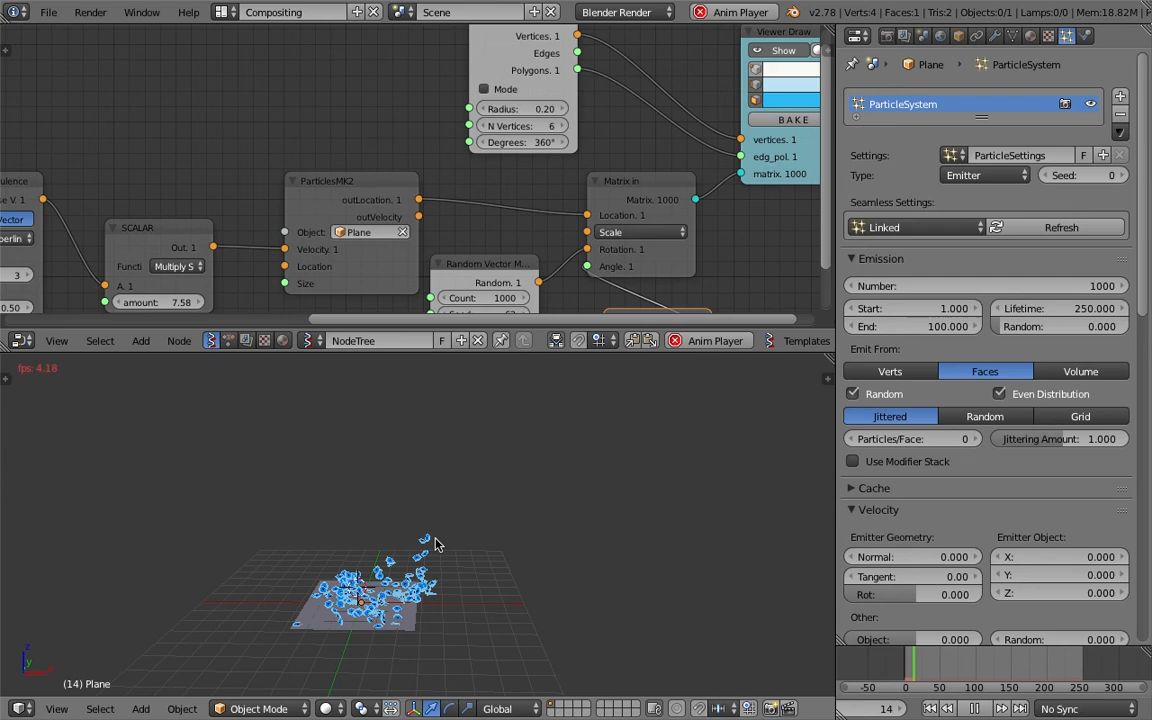 File Render Window Help Compositing Scene Blender Render Anim Player v2.78 | Verts:4 | Faces:1 | Tris:2 | Objects:0/1 | Lamps:0/0 | Mem:18.82M |
Vertices. 1
Edges
Polygons. 1
Mode
Radius: 0.20
N Vertices: 6
Degrees: 360°
Viewer Draw
Show
BAKE
vertices. 1
edg_pol. 1
matrix. 1000
ulence
se V. 1
ector
erlin
3
0.50
SCALAR
Out. 1
Functi Multiply S
A. 1
amount: 7.58
ParticlesMK2
outLocation. 1
outVelocity
Object: Plane
Velocity. 1
Location
Size
Random Vector M...
Random. 1
Count: 1000
Matrix in
Matrix. 1000
Location. 1
Scale
Rotation. 1
Angle. 1
View Select Add Node NodeTree F Anim Player Templates
fps: 4.18
(14) Plane
View Select Add Object Object Mode Global
Plane ParticleSystem
ParticleSystem
Settings: ParticleSettings F
Type: Emitter Seed: 0
Seamless Settings:
Linked Refresh
Emission
Number: 1000
Start: 1.000 Lifetime: 250.000
End: 100.000 Random: 0.000
Emit From:
Verts Faces Volume
Random Even Distribution
Jittered Random Grid
Particles/Face: 0 Jittering Amount: 1.000
Use Modifier Stack
Cache
Velocity
Emitter Geometry: Emitter Object:
Normal: 0.000 X: 0.000
Tangent: 0.00 Y: 0.000
Rot: 0.000 Z: 0.000
Other:
Object: 0.000 Random: 0.000
-50 0 50 100 150 200 250 300
14 No Sync
z
y